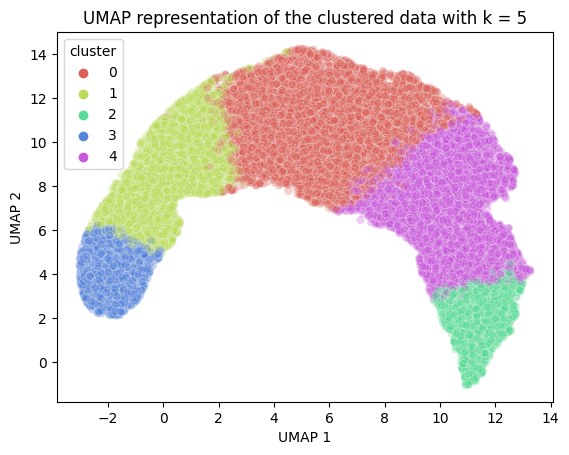 UMAP representation of the clustered data with k = 5
cluster
0
1
2
3
4
UMAP 2
14
12
10
8
6
4
2
0
−2 0 2 4 6 8 10 12 14
UMAP 1